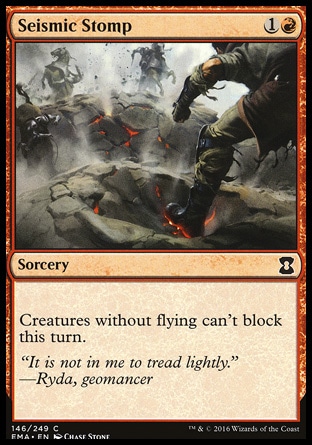 Seismic Stomp 1
Sorcery
Creatures without flying can't block
this turn.
"It is not in me to tread lightly."
—Ryda, geomancer
146/249 C
EMA • EN Chase Stone
™ & © 2016 Wizards of the Coast